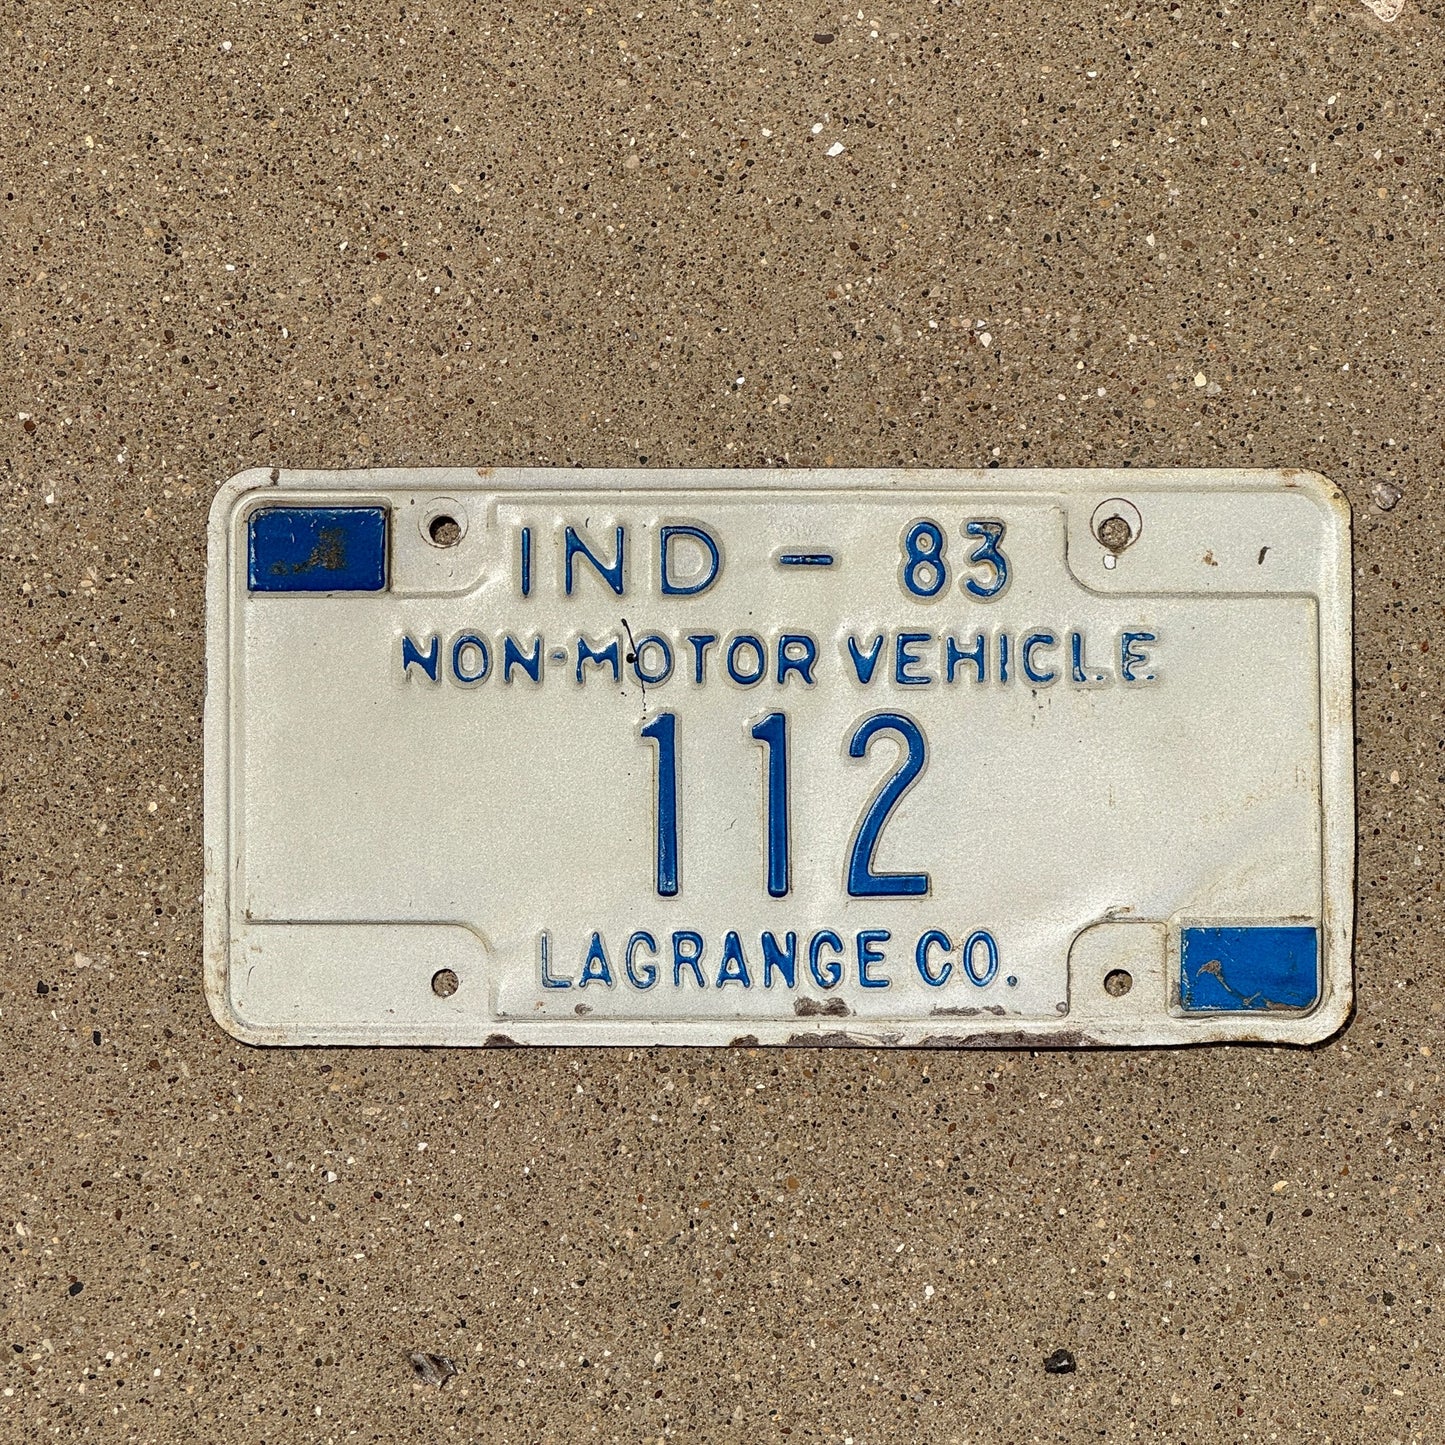 IND - 83
NON-MOTOR VEHICLE
112
LAGRANGE CO.